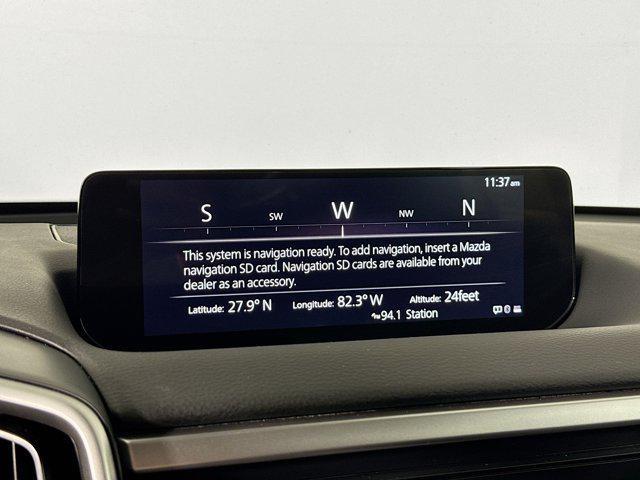 11:37 am
S SW W NW N
This system is navigation ready. To add navigation, insert a Mazda
navigation SD card. Navigation SD cards are available from your
dealer as an accessory.
Latitude: 27.9° N Longitude: 82.3° W Altitude: 24feet
94.1 Station